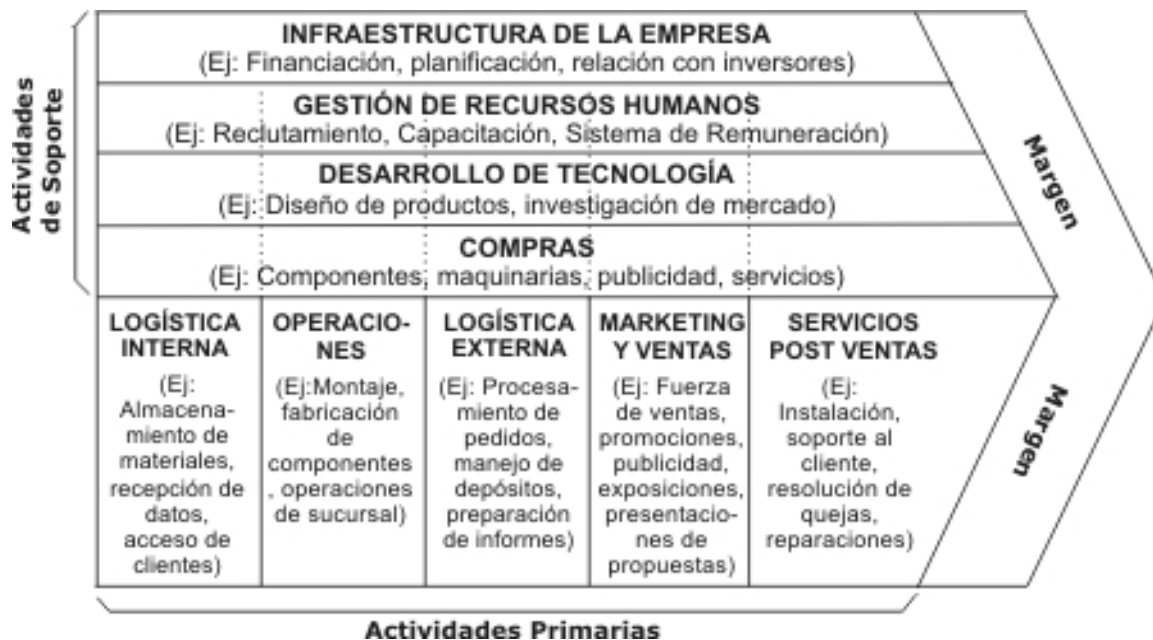 Actividades
de Soporte
INFRAESTRUCTURA DE LA EMPRESA
(Ej: Financiación, planificación, relación con inversores)
GESTIÓN DE RECURSOS HUMANOS
(Ej: Reclutamiento, Capacitación, Sistema de Remuneración)
DESARROLLO DE TECNOLOGÍA
(Ej: Diseño de productos, investigación de mercado)
COMPRAS
(Ej: Componentes, maquinarias, publicidad, servicios)
LOGÍSTICA
INTERNA
(Ej:
Almacena-
miento de
materiales,
recepción de
datos,
acceso de
clientes)
OPERACIO-
NES
(Ej:Montaje,
fabricación
de
componentes
, operaciones
de sucursal)
LOGÍSTICA
EXTERNA
(Ej: Procesa-
miento de
pedidos,
manejo de
depósitos,
preparación
de informes)
MARKETING
Y VENTAS
(Ej: Fuerza
de ventas,
promociones,
publicidad,
exposiciones,
presentacio-
nes de
propuestas)
SERVICIOS
POST VENTAS
(Ej:
Instalación,
soporte al
cliente,
resolución de
quejas,
reparaciones)
Margen
Margen
Actividades Primarias